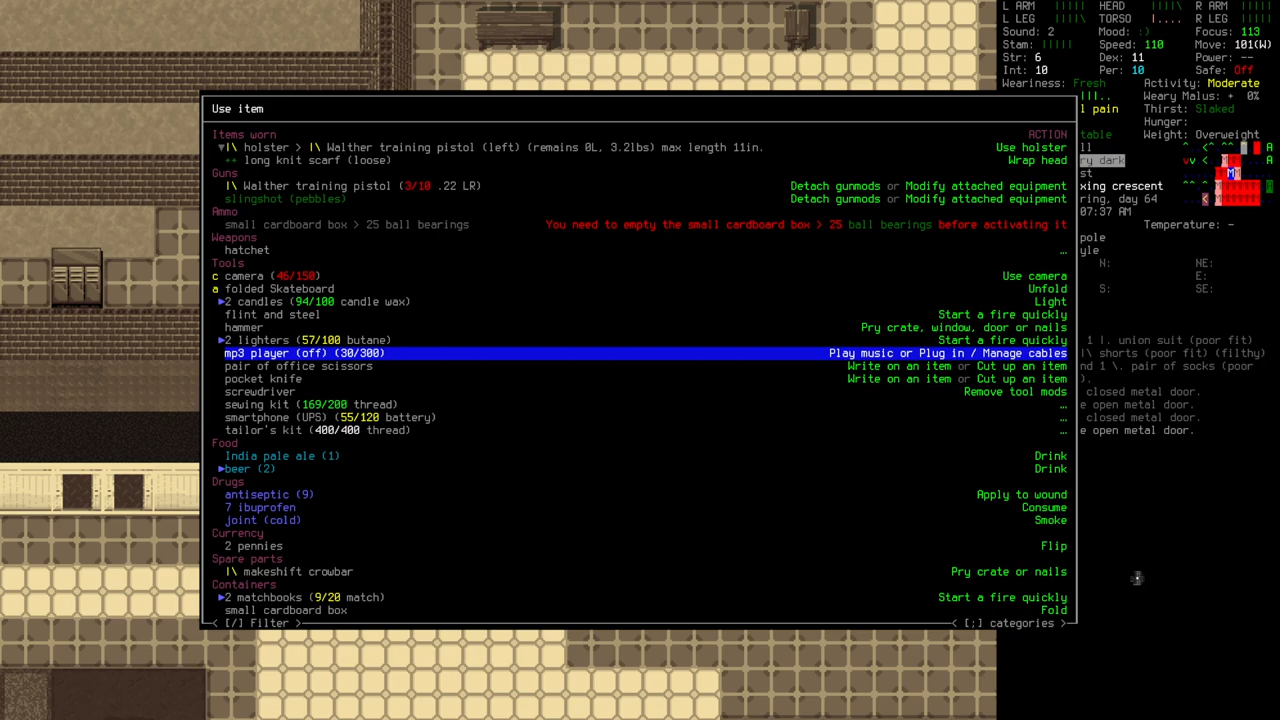 L ARM ||||| HEAD ||||\ R ARM |||||
L LEG ||||\ TORSO |.... R LEG |||||
Sound: 2 Mood: :) Focus: 113
Stam: ||||| Speed: 110 Move: 101(W)
Str: 6 Dex: 11 Power: --
Int: 10 Per: 10 Safe: Off
Weariness: Fresh Activity: Moderate
|||.. Weary Malus: + 0%
l pain Thirst: Slaked
Hunger:
table Weight: Overweight
ll
ry dark
st
xing crescent
ring, day 64
07:37 AM
Temperature: -
pole
yle
N: NE:
E:
S: SE:
1 |. union suit (poor fit)
|\ shorts (poor fit) (filthy)
nd 1 \. pair of socks (poor
).
closed metal door.
e open metal door.
closed metal door.
e open metal door.
Use item
Items worn ACTION
▼|\ holster > |\ Walther training pistol (left) (remains 0L, 3.2lbs) max length 11in. Use holster
++ long knit scarf (loose) Wrap head
Guns
|\ Walther training pistol (3/10 .22 LR) Detach gunmods or Modify attached equipment
slingshot (pebbles) Detach gunmods or Modify attached equipment
Ammo
small cardboard box > 25 ball bearings You need to empty the small cardboard box > 25 ball bearings before activating it
Weapons
hatchet …
Tools
c camera (46/150) Use camera
a folded Skateboard Unfold
▶2 candles (94/100 candle wax) Light
flint and steel Start a fire quickly
hammer Pry crate, window, door or nails
▶2 lighters (57/100 butane) Start a fire quickly
mp3 player (off) (30/300) Play music or Plug in / Manage cables
pair of office scissors Write on an item or Cut up an item
pocket knife Write on an item or Cut up an item
screwdriver Remove tool mods
sewing kit (169/200 thread) …
smartphone (UPS) (55/120 battery) …
tailor's kit (400/400 thread) …
Food
India pale ale (1) Drink
▶beer (2) Drink
Drugs
antiseptic (9) Apply to wound
7 ibuprofen Consume
joint (cold) Smoke
Currency
2 pennies Flip
Spare parts
|\ makeshift crowbar Pry crate or nails
Containers
▶2 matchbooks (9/20 match) Start a fire quickly
small cardboard box Fold
< [/] Filter > < [;] categories >